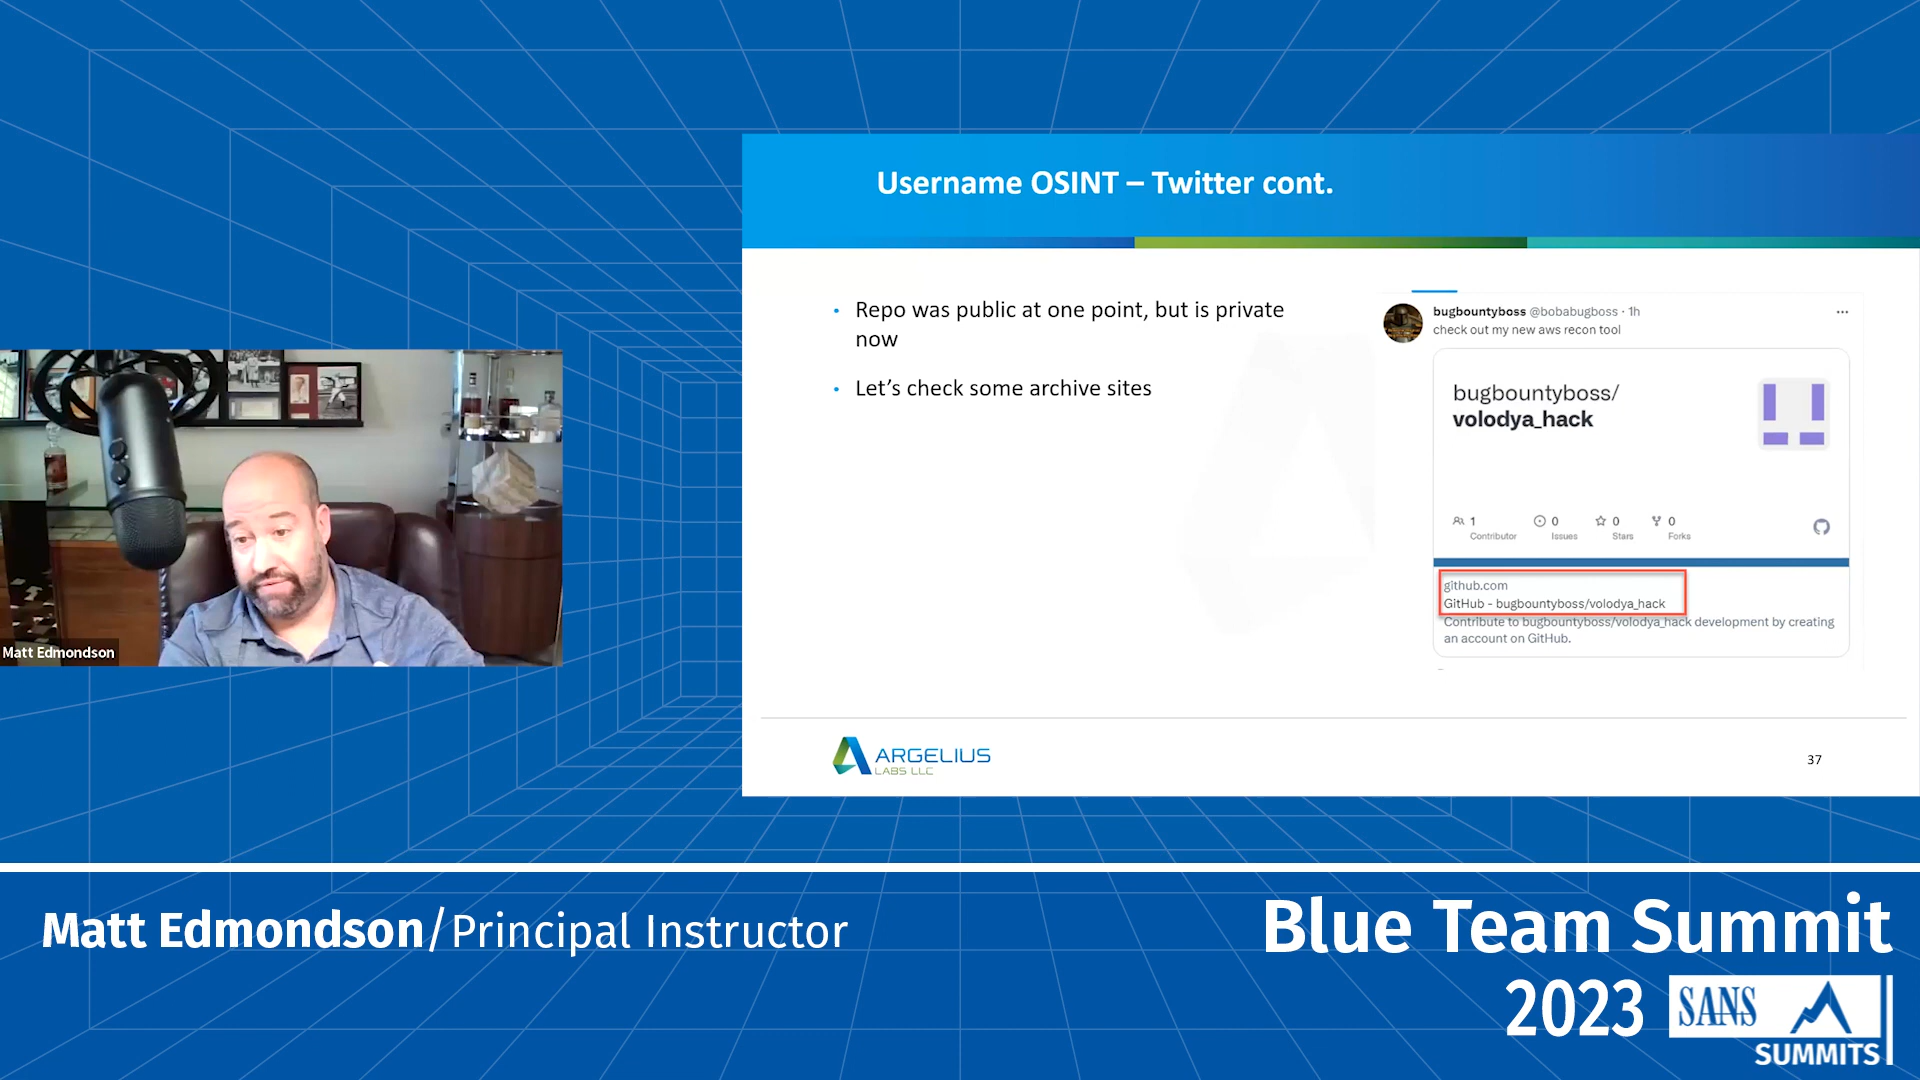 Username OSINT – Twitter cont.
• Repo was public at one point, but is private
now
• Let’s check some archive sites
bugbountyboss @bobabugboss · 1h
check out my new aws recon tool
bugbountyboss/
volodya_hack
1 Contributor
0 Issues
0 Stars
0 Forks
github.com
GitHub - bugbountyboss/volodya_hack
Contribute to bugbountyboss/volodya_hack development by creating
an account on GitHub.
ARGELIUS
LABS LLC
37
Matt Edmondson
Matt Edmondson/Principal Instructor
Blue Team Summit
2023
SANS
SUMMITS